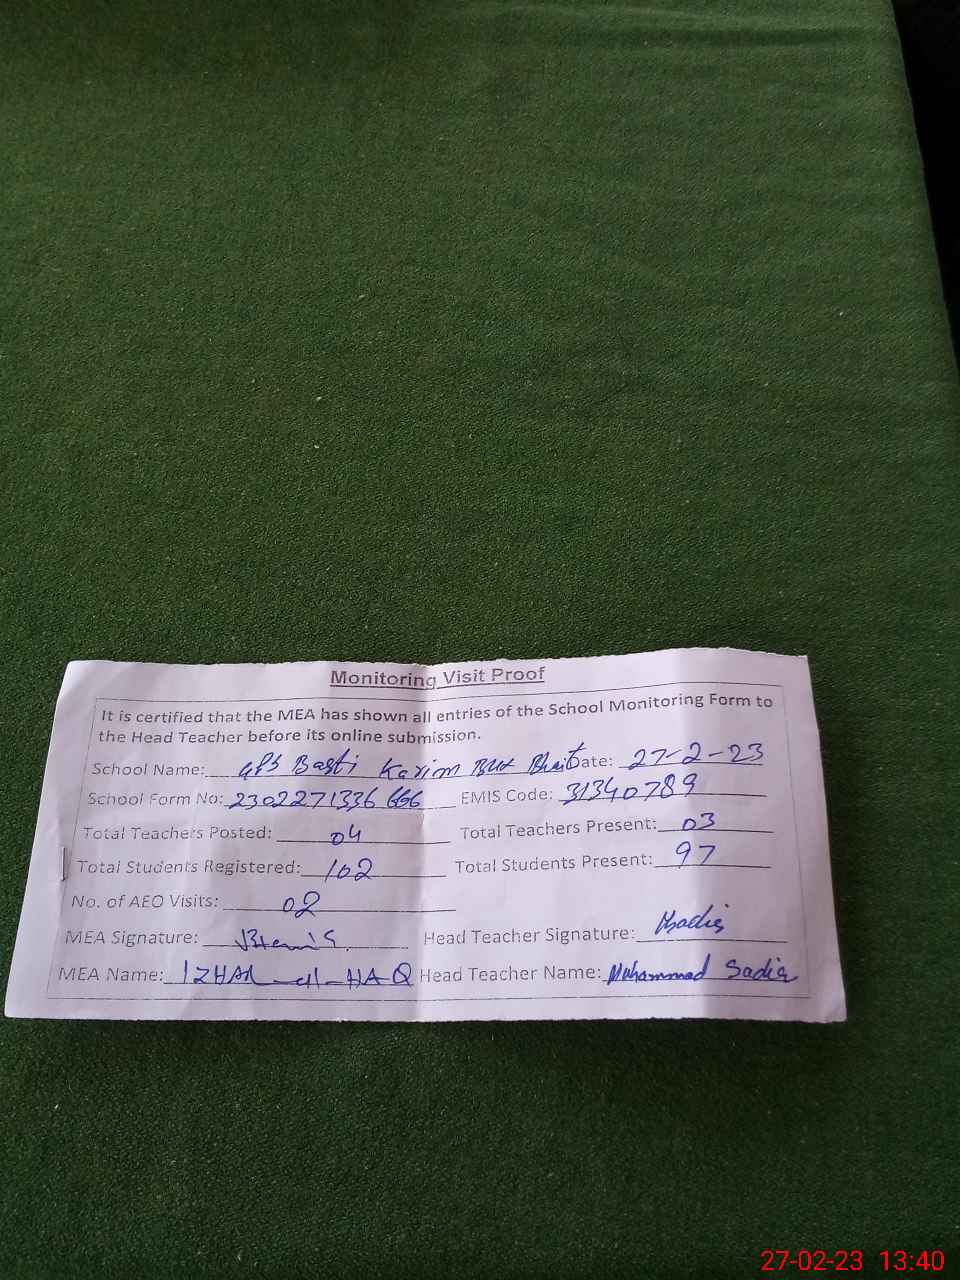 Monitoring Visit Proof
It is certified that the MEA has shown all entries of the School Monitoring Form to
the Head Teacher before its online submission.
School Name: GPS Basti Karim Bux Bhait Date: 27-2-23
School Form No: 2302271336 666 EMIS Code: 31340789
Total Teachers Posted: 04 Total Teachers Present: 03
Total Students Registered: 102 Total Students Present: 97
No. of AEO Visits: 02
MEA Signature: Head Teacher Signature:
MEA Name: IZHAR-ul-HAQ Head Teacher Name: Muhammad Sadiq
27-02-23 13:40